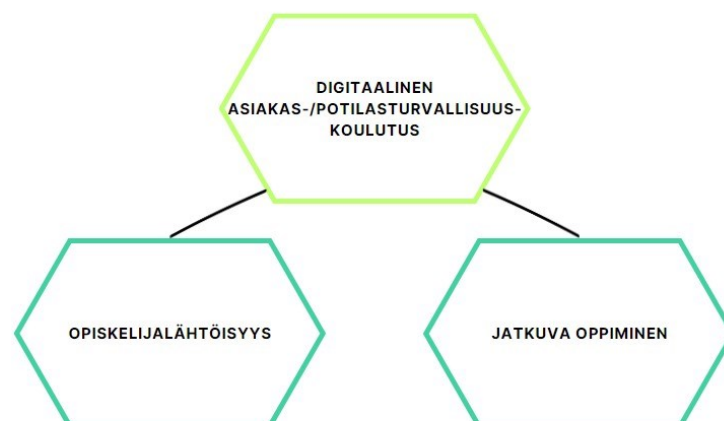 DIGITAALINEN
ASIAKAS-/POTILASTURVALLISUUS-
KOULUTUS
OPISKELIJALÄHTÖISYYS
JATKUVA OPPIMINEN